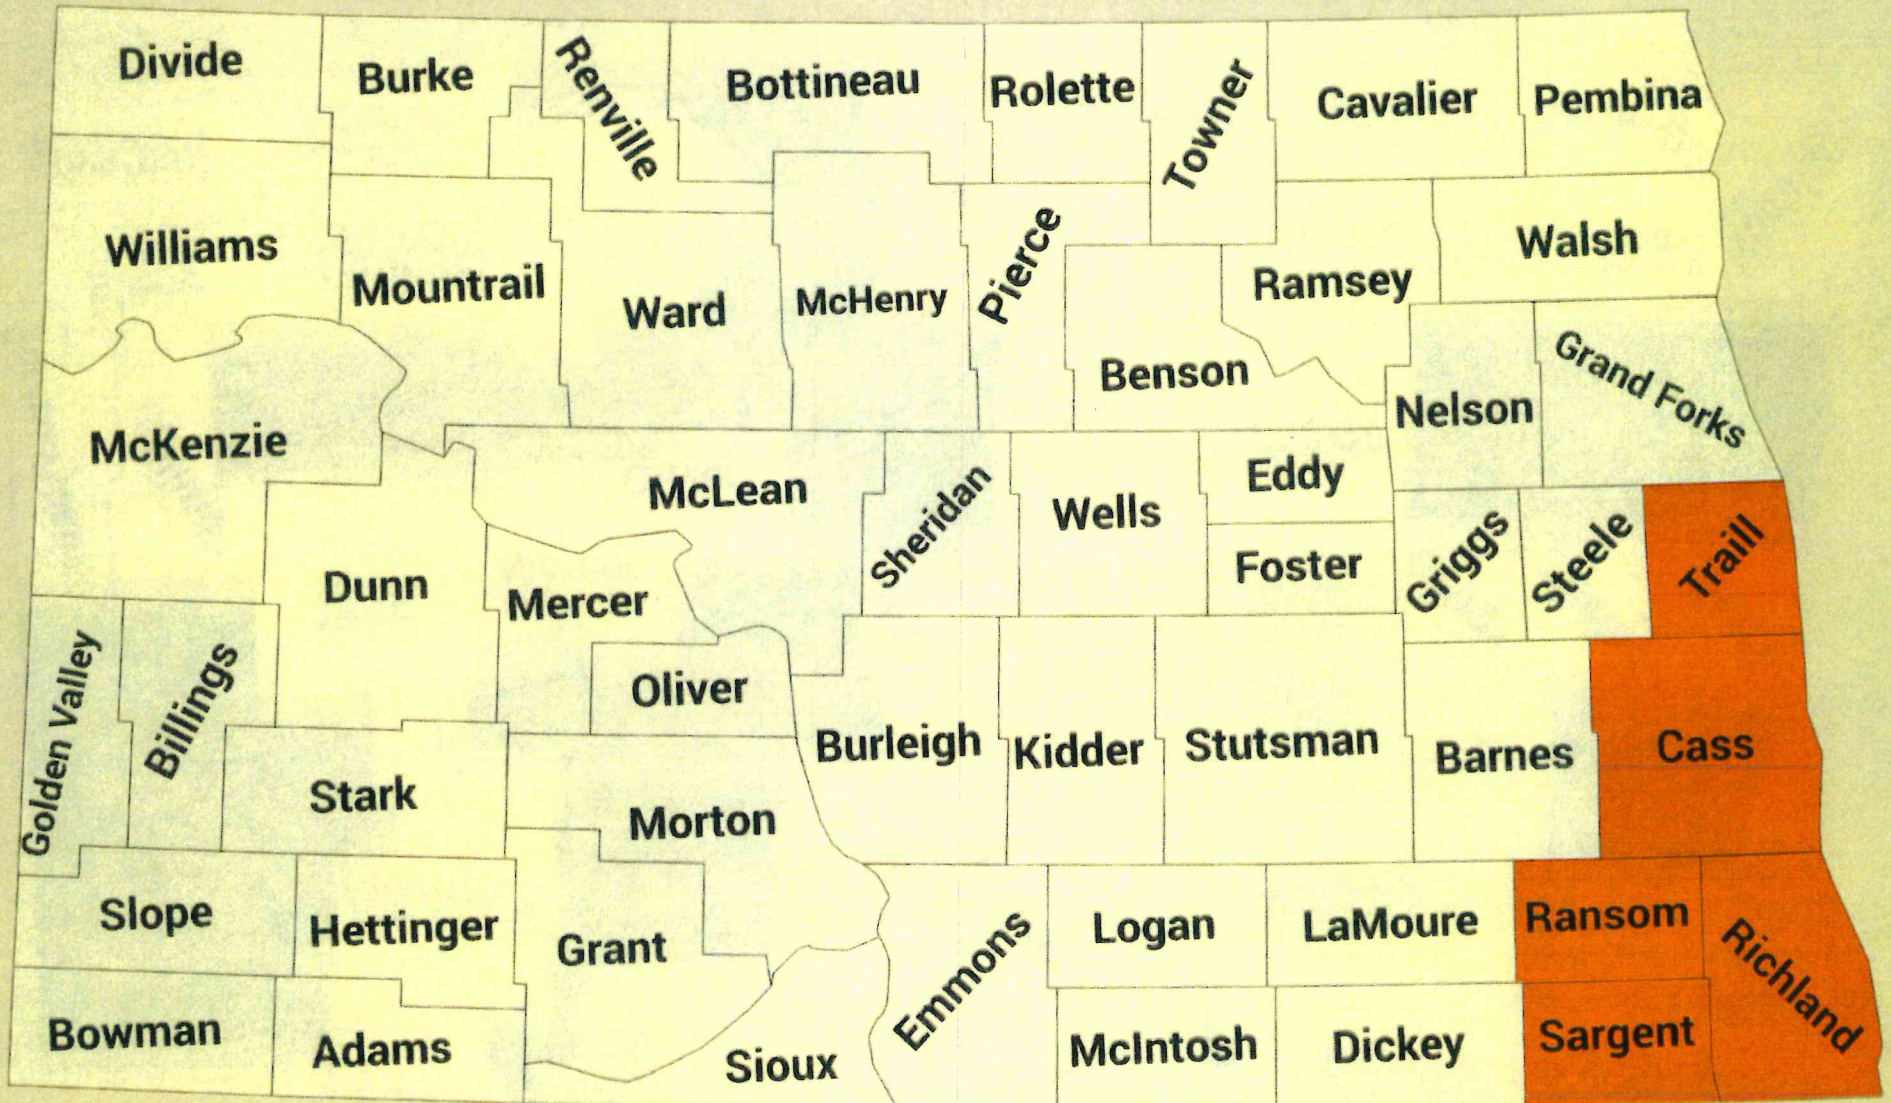 Divide
Burke
Renville
Bottineau
Rolette
Towner
Cavalier
Pembina
Williams
Mountrail
Ward
McHenry
Pierce
Benson
Ramsey
Walsh
Nelson
Grand Forks
McKenzie
McLean
Sheridan
Wells
Eddy
Foster
Griggs
Steele
Traill
Dunn
Mercer
Oliver
Golden Valley
Billings
Stark
Morton
Burleigh
Kidder
Stutsman
Barnes
Cass
Slope
Hettinger
Grant
Emmons
Logan
LaMoure
Ransom
Richland
Bowman
Adams
Sioux
McIntosh
Dickey
Sargent